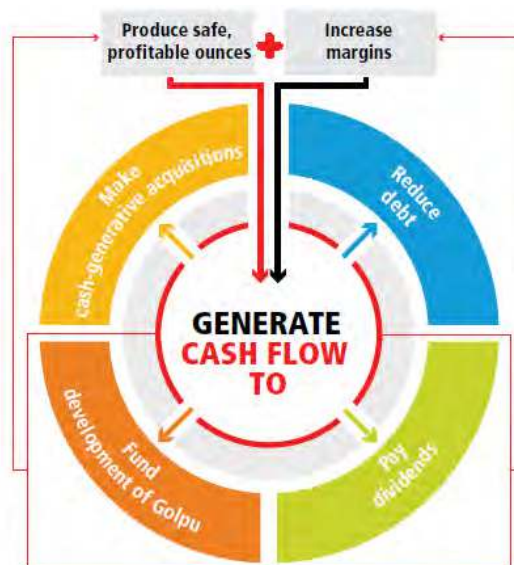 Produce safe,
profitable ounces
Increase
margins
Make
cash-generative acquisitions
Reduce
debt
GENERATE
CASH FLOW
TO
Fund
development of Golpu
Pay
dividends